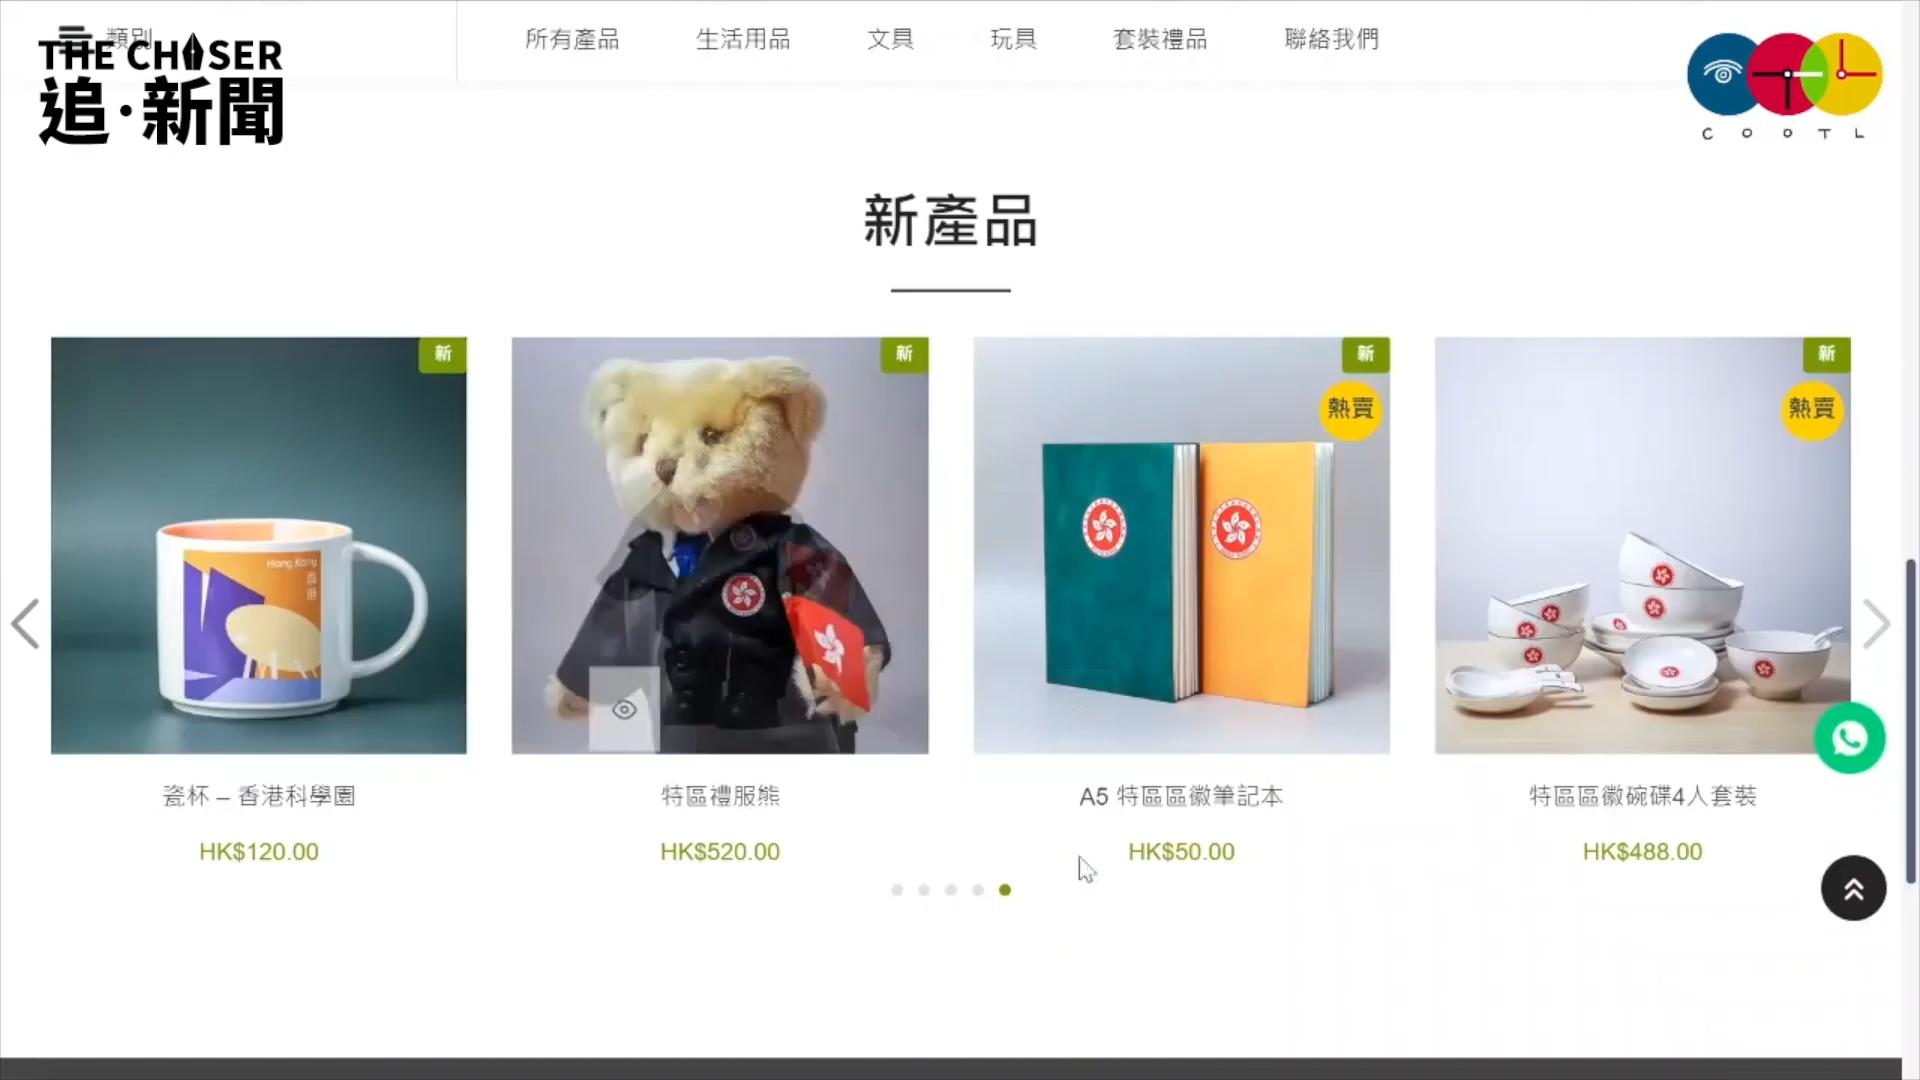 THE CHASER
追·新聞
類別
所有產品
生活用品
文具
玩具
套裝禮品
聯絡我們
C O O T L
新產品
新
新
新
新
熱賣
熱賣
Hong Kong
香港
瓷杯 – 香港科學園
特區禮服熊
A5 特區區徽筆記本
特區區徽碗碟4人套裝
HK$120.00
HK$520.00
HK$50.00
HK$488.00